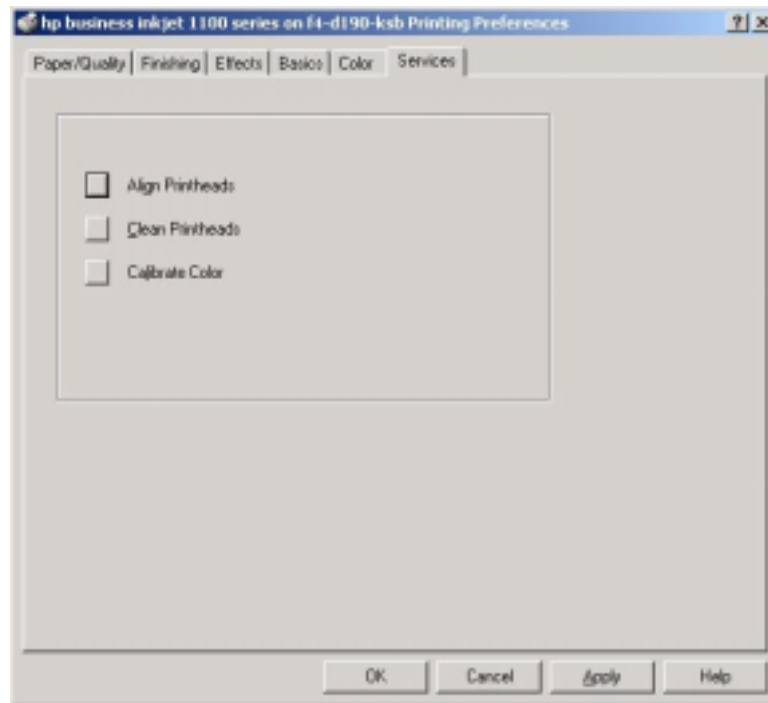 hp business inkjet 1100 series on f4-d190-ksb Printing Preferences
Paper/Quality Finishing Effects Basics Color Services
Align Printheads
Clean Printheads
Calibrate Color
OK Cancel Apply Help